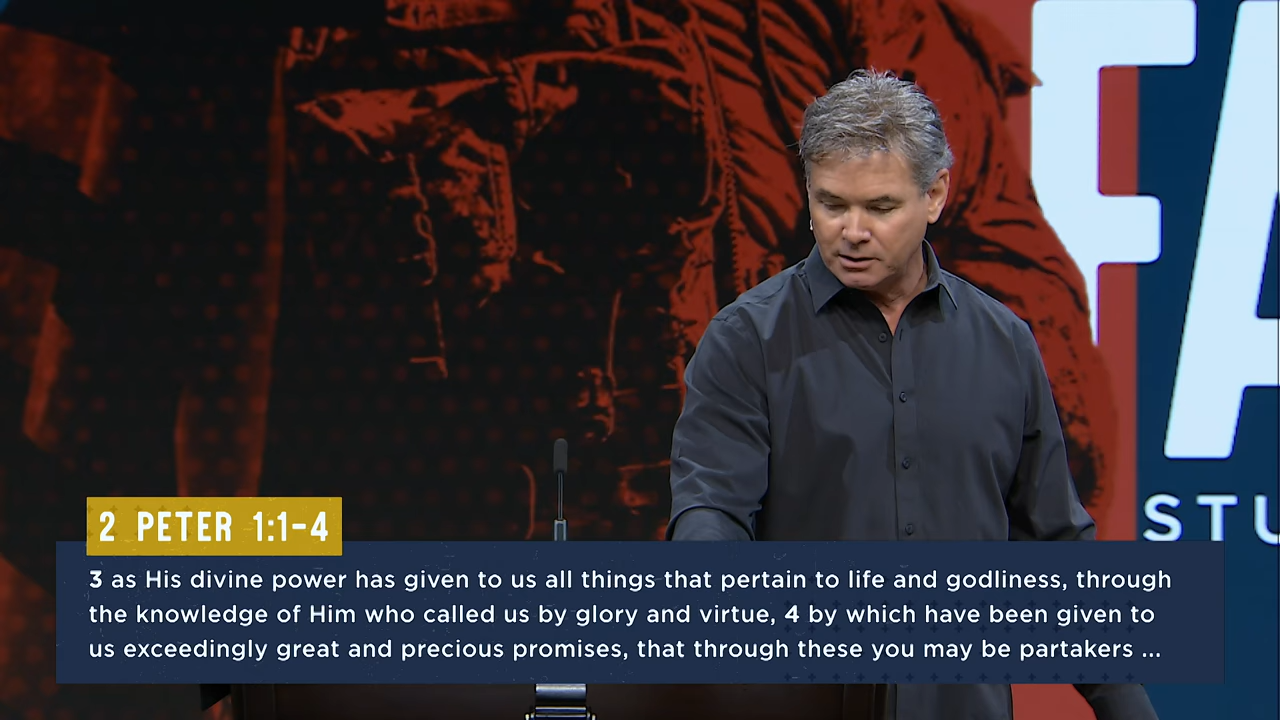 FA
STU
2 PETER 1:1-4
3 as His divine power has given to us all things that pertain to life and godliness, through
the knowledge of Him who called us by glory and virtue, 4 by which have been given to
us exceedingly great and precious promises, that through these you may be partakers ...